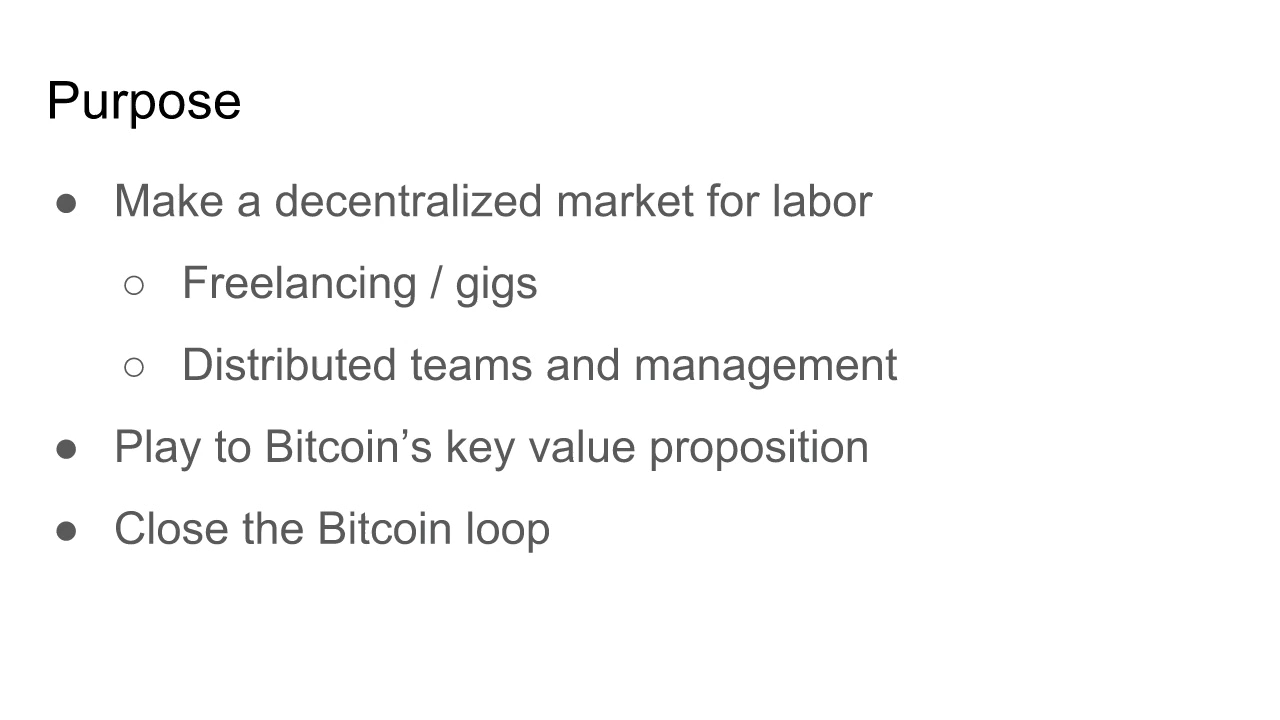 Purpose
● Make a decentralized market for labor
○ Freelancing / gigs
○ Distributed teams and management
● Play to Bitcoin’s key value proposition
● Close the Bitcoin loop